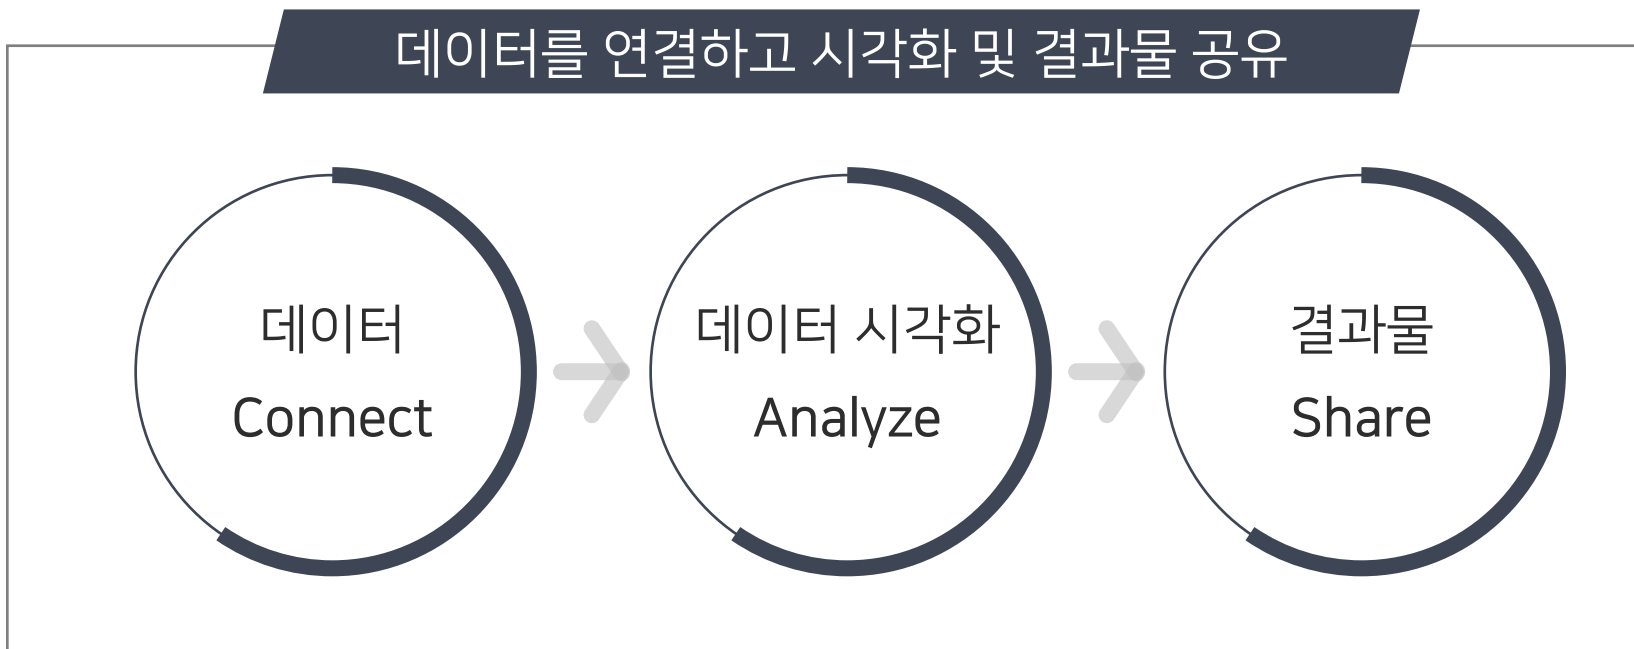 데이터를 연결하고 시각화 및 결과물 공유
데이터
Connect
데이터 시각화
Analyze
결과물
Share